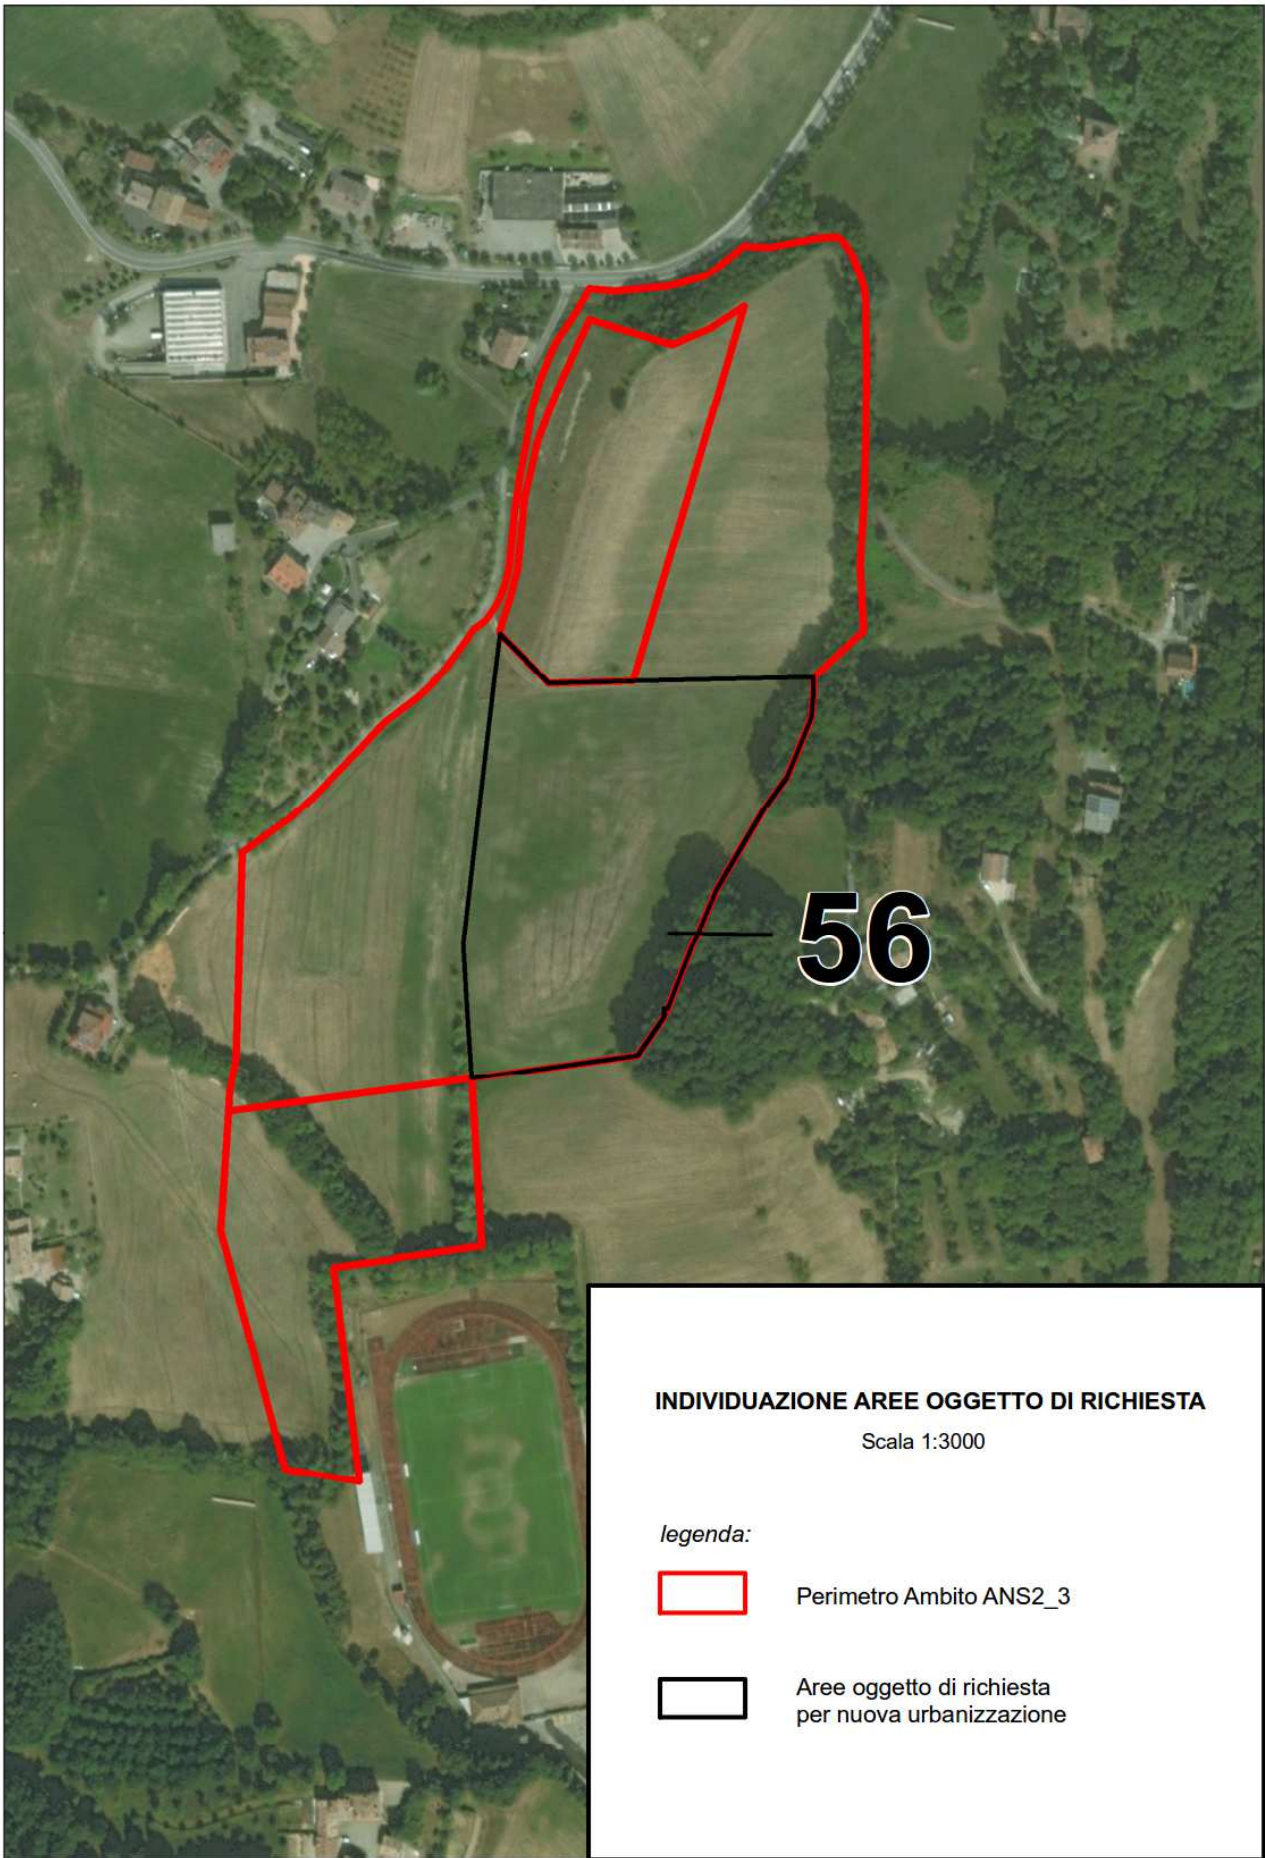 56
INDIVIDUAZIONE AREE OGGETTO DI RICHIESTA
Scala 1:3000
legenda:
Perimetro Ambito ANS2_3
Aree oggetto di richiesta
per nuova urbanizzazione